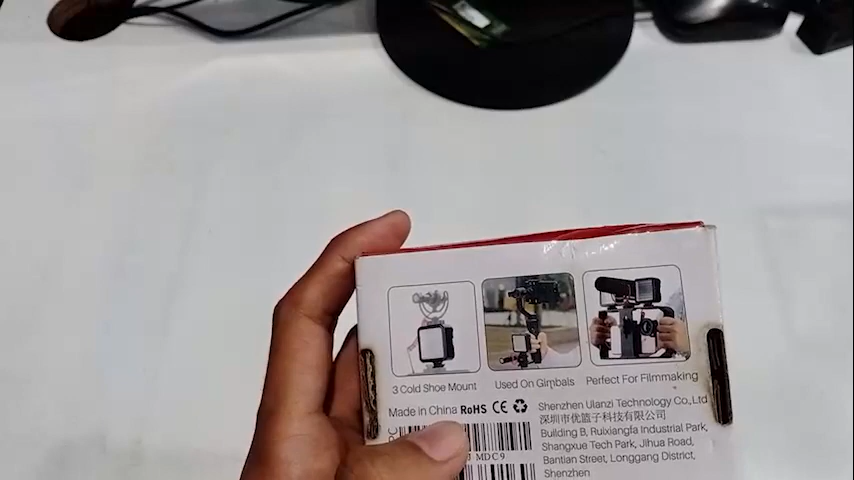 3 Cold Shoe Mount
Used On Gimbals
Perfect For Filmmaking
Made in China RoHS CE
Shenzhen Ulanzi Technology Co., Ltd
深圳市优篮子科技有限公司
Building B, Ruixiangfa Industrial Park,
Shangxue Tech Park, Jihua Road,
Bantian Street, Longgang District,
Shenzhen
MDC9